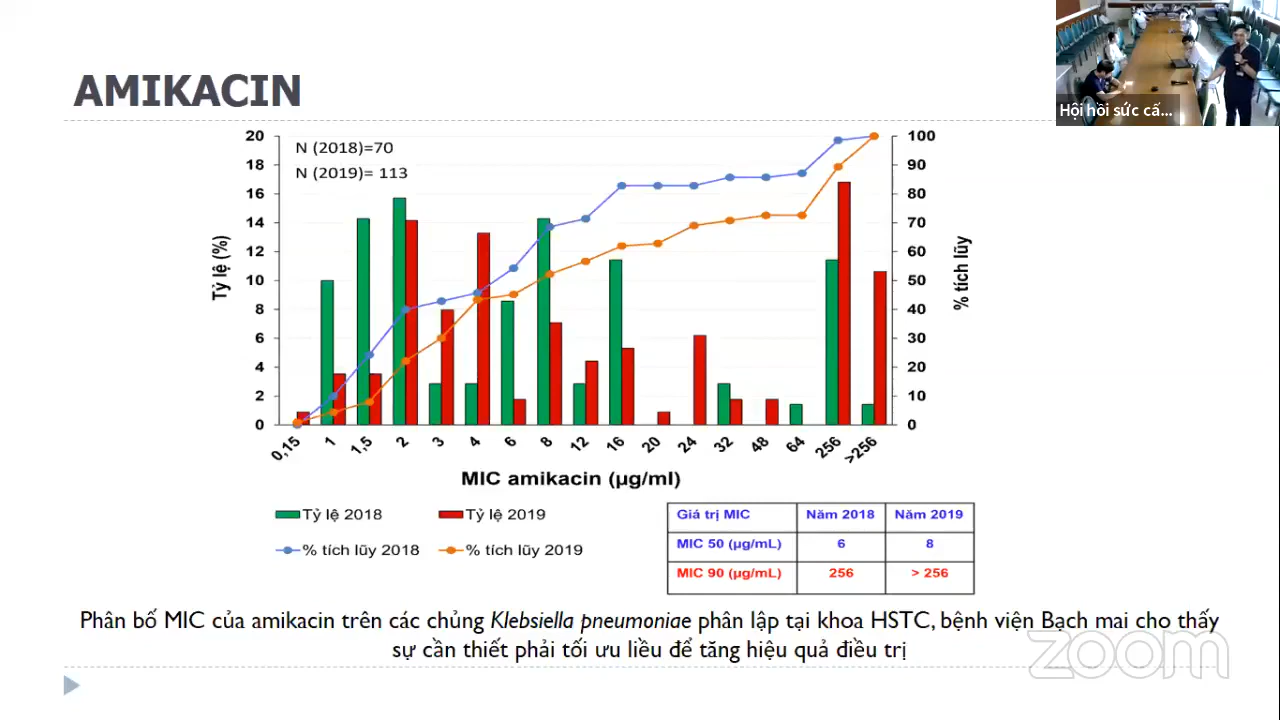 AMIKACIN
Hội hồi sức cấ...
N (2018)=70
N (2019)= 113
Tỷ lệ (%)
20
18
16
14
12
10
8
6
4
2
0
100
90
80
70
60
50
40
30
20
10
0
% tích lũy
0,15 1 1,5 2 3 4 6 8 12 16 20 24 32 48 64 256 >256
MIC amikacin (µg/ml)
Tỷ lệ 2018 Tỷ lệ 2019
% tích lũy 2018 % tích lũy 2019
Giá trị MIC Năm 2018 Năm 2019
MIC 50 (µg/mL) 6 8
MIC 90 (µg/mL) 256 > 256
Phân bố MIC của amikacin trên các chủng Klebsiella pneumoniae phân lập tại khoa HSTC, bệnh viện Bạch mai cho thấy
sự cần thiết phải tối ưu liều để tăng hiệu quả điều trị
zoom